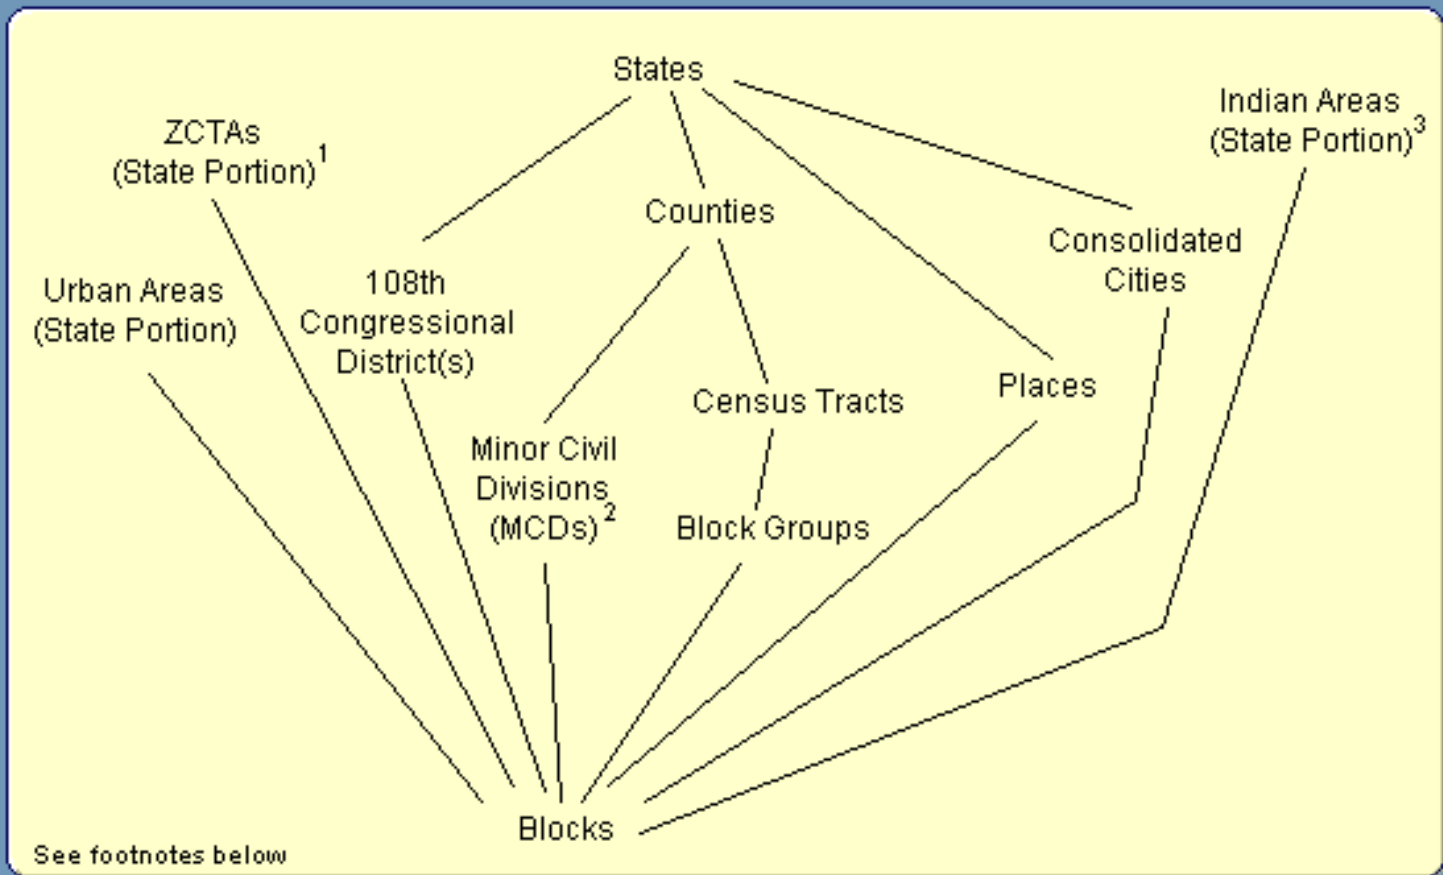 States
Indian Areas
(State Portion)3
ZCTAs
(State Portion)1
Counties
Consolidated
Cities
108th
Congressional
District(s)
Urban Areas
(State Portion)
Places
Census Tracts
Minor Civil
Divisions
(MCDs)2
Block Groups
Blocks
See footnotes below